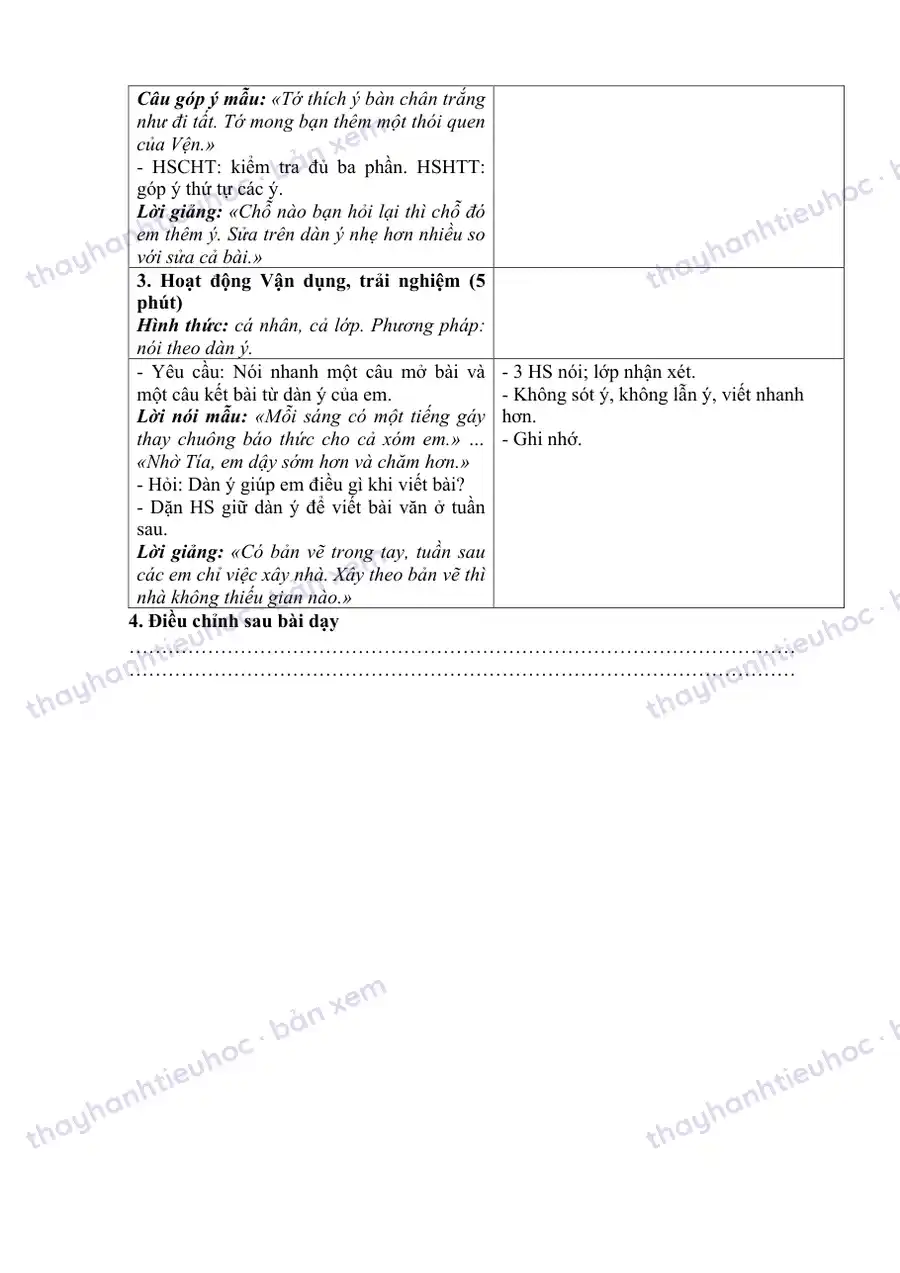 Câu góp ý mẫu: «Tớ thích ý bàn chân trắng
như đi tất. Tớ mong bạn thêm một thói quen
của Vện.»
- HSCHT: kiểm tra đủ ba phần. HSHTT:
góp ý thứ tự các ý.
Lời giảng: «Chỗ nào bạn hỏi lại thì chỗ đó
em thêm ý. Sửa trên dàn ý nhẹ hơn nhiều so
với sửa cả bài.»
3. Hoạt động Vận dụng, trải nghiệm (5
phút)
Hình thức: cá nhân, cả lớp. Phương pháp:
nói theo dàn ý.
- Yêu cầu: Nói nhanh một câu mở bài và
một câu kết bài từ dàn ý của em.
Lời nói mẫu: «Mỗi sáng có một tiếng gáy
thay chuông báo thức cho cả xóm em.» ...
«Nhờ Tía, em dậy sớm hơn và chăm hơn.»
- Hỏi: Dàn ý giúp em điều gì khi viết bài?
- Dặn HS giữ dàn ý để viết bài văn ở tuần
sau.
Lời giảng: «Có bản vẽ trong tay, tuần sau
các em chỉ việc xây nhà. Xây theo bản vẽ thì
nhà không thiếu gian nào.»
- 3 HS nói; lớp nhận xét.
- Không sót ý, không lẫn ý, viết nhanh
hơn.
- Ghi nhớ.
4. Điều chỉnh sau bài dạy
thayhanhtieuhoc · bản xem
thayhanhtieuhoc · b
thayhanhtieuhoc · bản xem
thayhanhtieuhoc · b
thayhanhtieuhoc · bản xem
thayhanhtieuhoc · b